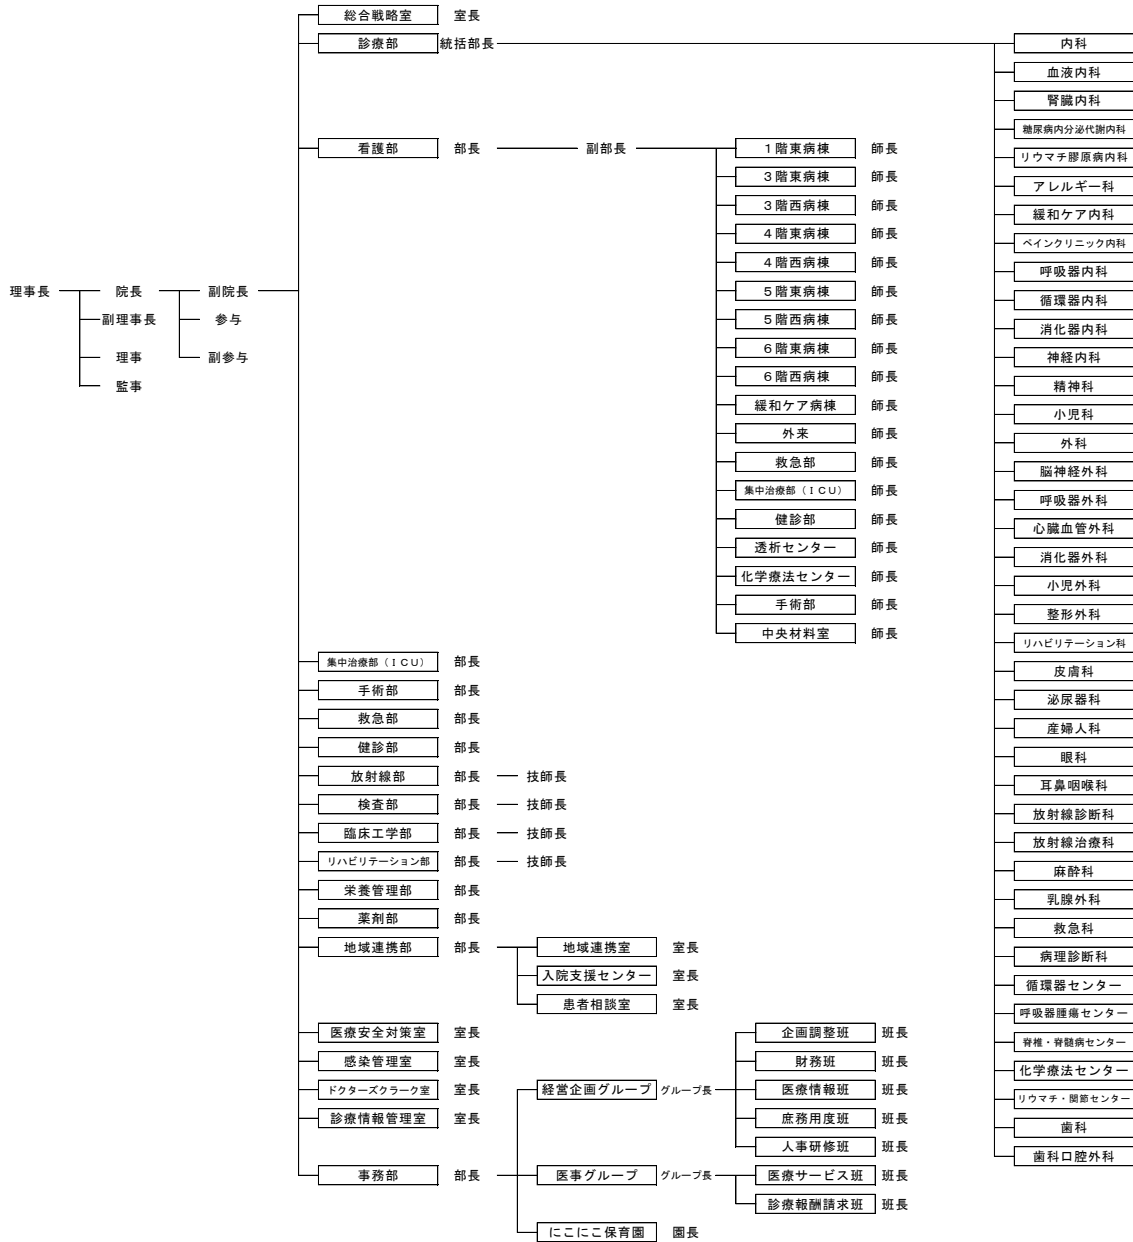 総合戦略室 室長
診療部 統括部長 内科
血液内科
腎臓内科
糖尿病内分泌代謝内科
看護部 部長 副部長 1階東病棟 師長
リウマチ膠原病内科
3階東病棟 師長
アレルギー科
3階西病棟 師長
緩和ケア内科
4階東病棟 師長
ペインクリニック内科
4階西病棟 師長
呼吸器内科
理事長 院長 副院長
5階東病棟 師長
循環器内科
副理事長 参与
5階西病棟 師長
消化器内科
理事 副参与
6階東病棟 師長
神経内科
監事
6階西病棟 師長
精神科
緩和ケア病棟 師長
小児科
外来 師長
外科
救急部 師長
脳神経外科
集中治療部（ICU） 師長
呼吸器外科
健診部 師長
心臓血管外科
透析センター 師長
消化器外科
化学療法センター 師長
小児外科
手術部 師長
整形外科
中央材料室 師長
リハビリテーション科
集中治療部（ICU） 部長
皮膚科
手術部 部長
泌尿器科
救急部 部長
産婦人科
健診部 部長
眼科
放射線部 部長 技師長
耳鼻咽喉科
検査部 部長 技師長
放射線診断科
臨床工学部 部長 技師長
放射線治療科
リハビリテーション部 部長 技師長
麻酔科
栄養管理部 部長
乳腺外科
薬剤部 部長
救急科
地域連携部 部長 地域連携室 室長
病理診断科
入院支援センター 室長
循環器センター
患者相談室 室長
呼吸器腫瘍センター
医療安全対策室 室長 企画調整班 班長
脊椎・脊髄病センター
感染管理室 室長 財務班 班長
化学療法センター
ドクターズクラーク室 室長 経営企画グループ グループ長 医療情報班 班長
リウマチ・関節センター
診療情報管理室 室長 庶務用度班 班長
歯科
人事研修班 班長
歯科口腔外科
事務部 部長 医事グループ グループ長 医療サービス班 班長
診療報酬請求班 班長
にこにこ保育園 園長